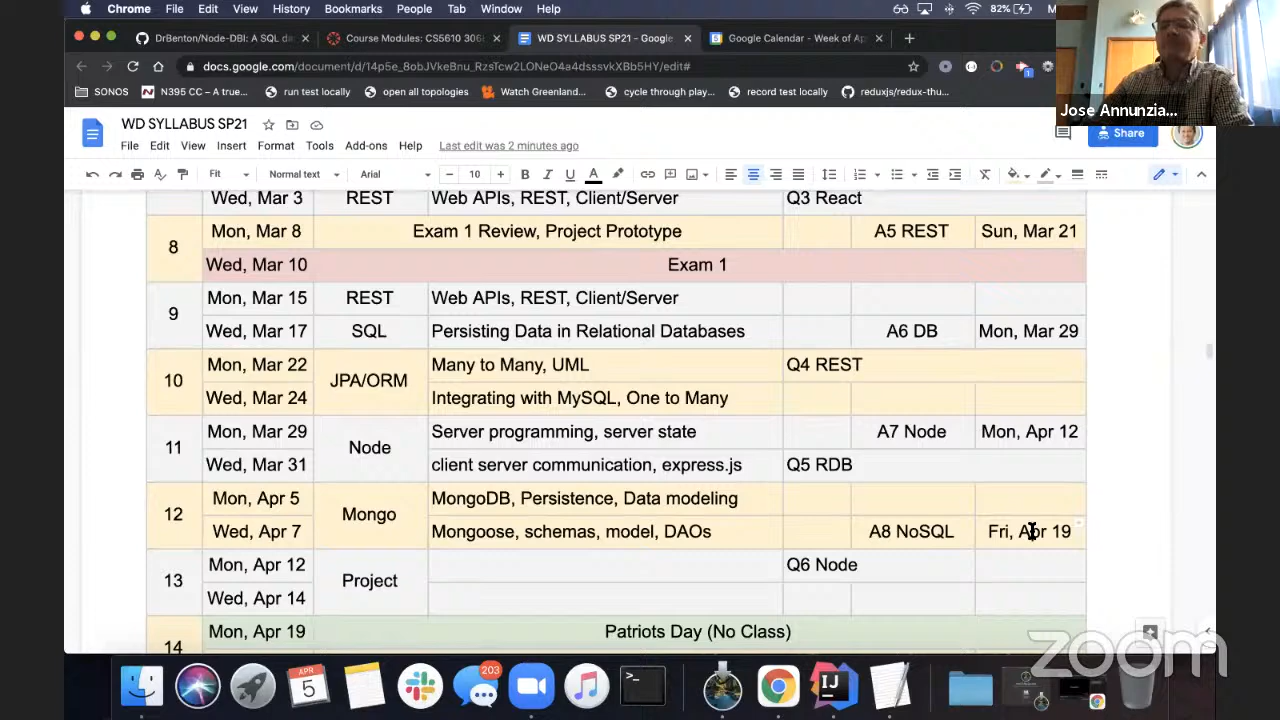 Chrome File Edit View History Bookmarks People Tab Window Help 82% M
DrBenton/Node-DBI: A SQL da Course Modules: CS5610 306 WD SYLLABUS SP21 - Google Google Calendar - Week of Ap
docs.google.com/document/d/14p5e_8obJVkeBnu_RzsTcw2LONeO4a4dsssvkXBb5HY/edit#
SONOS N395 CC – A true... run test locally open all topologies Watch Greenland... cycle through play... record test locally reduxjs/redux-thu...
Jose Annunzia...
WD SYLLABUS SP21
Share
File Edit View Insert Format Tools Add-ons Help Last edit was 2 minutes ago
Fit Normal text Arial 10
Wed, Mar 3 REST Web APIs, REST, Client/Server Q3 React
8 Mon, Mar 8 Exam 1 Review, Project Prototype A5 REST Sun, Mar 21
Wed, Mar 10 Exam 1
9 Mon, Mar 15 REST Web APIs, REST, Client/Server
Wed, Mar 17 SQL Persisting Data in Relational Databases A6 DB Mon, Mar 29
10 Mon, Mar 22 JPA/ORM Many to Many, UML Q4 REST
Wed, Mar 24 Integrating with MySQL, One to Many
11 Mon, Mar 29 Node Server programming, server state A7 Node Mon, Apr 12
Wed, Mar 31 client server communication, express.js Q5 RDB
12 Mon, Apr 5 Mongo MongoDB, Persistence, Data modeling
Wed, Apr 7 Mongoose, schemas, model, DAOs A8 NoSQL Fri, Apr 19
13 Mon, Apr 12 Project Q6 Node
Wed, Apr 14
14 Mon, Apr 19 Patriots Day (No Class)
zoom
APR 5
203